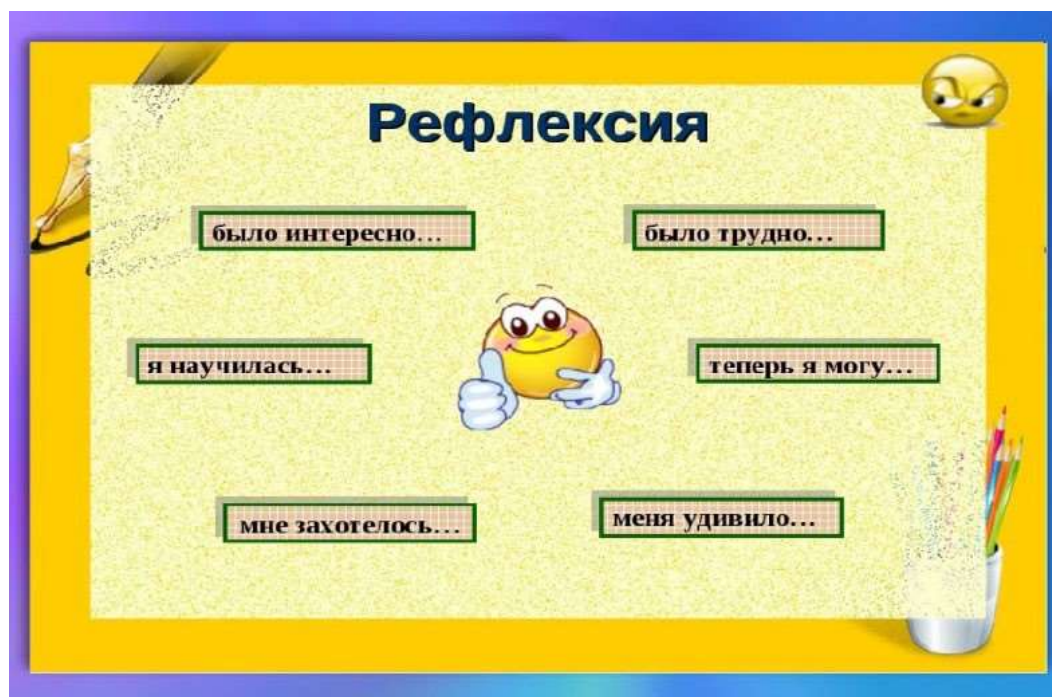 Рефлексия
было интересно…
было трудно…
я научилась…
теперь я могу…
мне захотелось…
меня удивило…